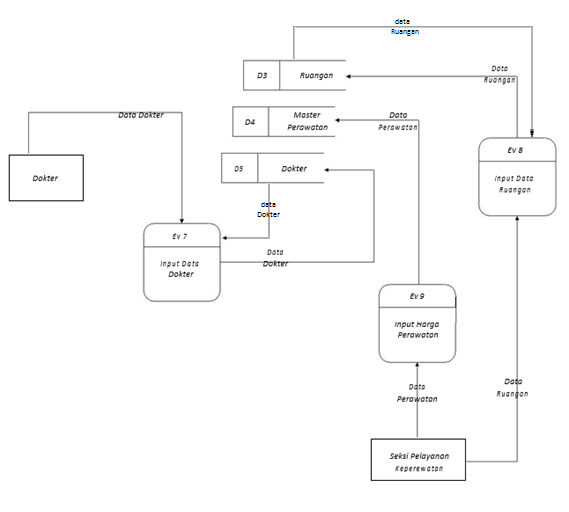 data
Ruangan
D3
Ruangan
Data
Ruangan
D4
Master
Perawatan
Data
Perawatan
Data Dokter
Ev 8
Input Data
Ruangan
D5
Dokter
Dokter
data
Dokter
Ev 7
Input Data
Dokter
Data
Dokter
Ev 9
Input Harga
Perawatan
Data
Perawatan
Data
Ruangan
Seksi Pelayanan
Keperewatan